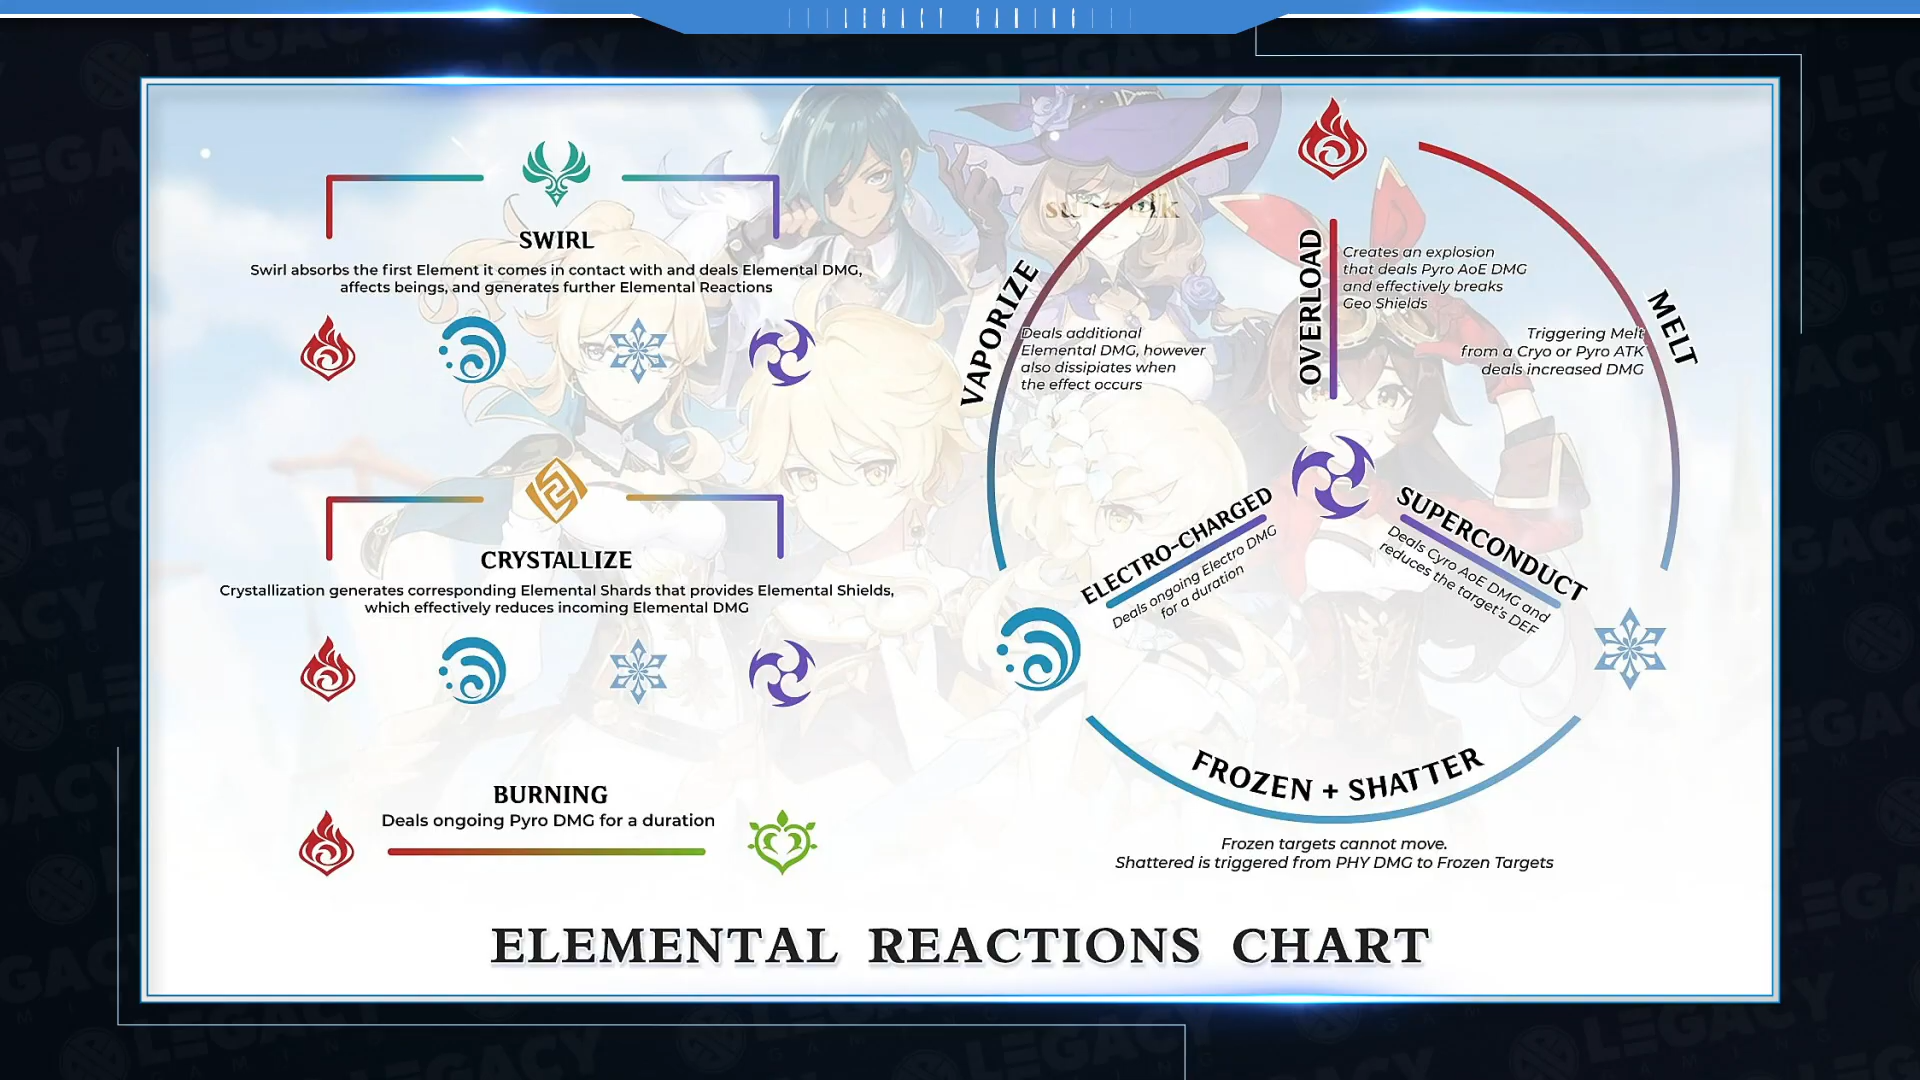 LEGACY GAMING
SWIRL
Swirl absorbs the first Element it comes in contact with and deals Elemental DMG,
affects beings, and generates further Elemental Reactions
CRYSTALLIZE
Crystallization generates corresponding Elemental Shards that provides Elemental Shields,
which effectively reduces incoming Elemental DMG
BURNING
Deals ongoing Pyro DMG for a duration
VAPORIZE
Deals additional
Elemental DMG, however
also dissipiates when
the effect occurs
OVERLOAD
Creates an explosion
that deals Pyro AoE DMG
and effectively breaks
Geo Shields
MELT
Triggering Melt
from a Cryo or Pyro ATK
deals increased DMG
ELECTRO-CHARGED
Deals ongoing Electro DMG
for a duration
SUPERCONDUCT
Deals Cyro AoE DMG and
reduces the target's DEF
FROZEN + SHATTER
Frozen targets cannot move.
Shattered is triggered from PHY DMG to Frozen Targets
ELEMENTAL REACTIONS CHART